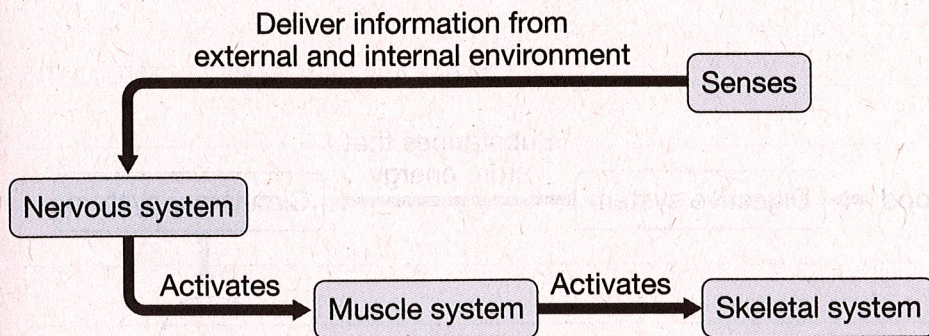 Deliver information from
external and internal environment
Senses
Nervous system
Activates
Muscle system
Activates
Skeletal system